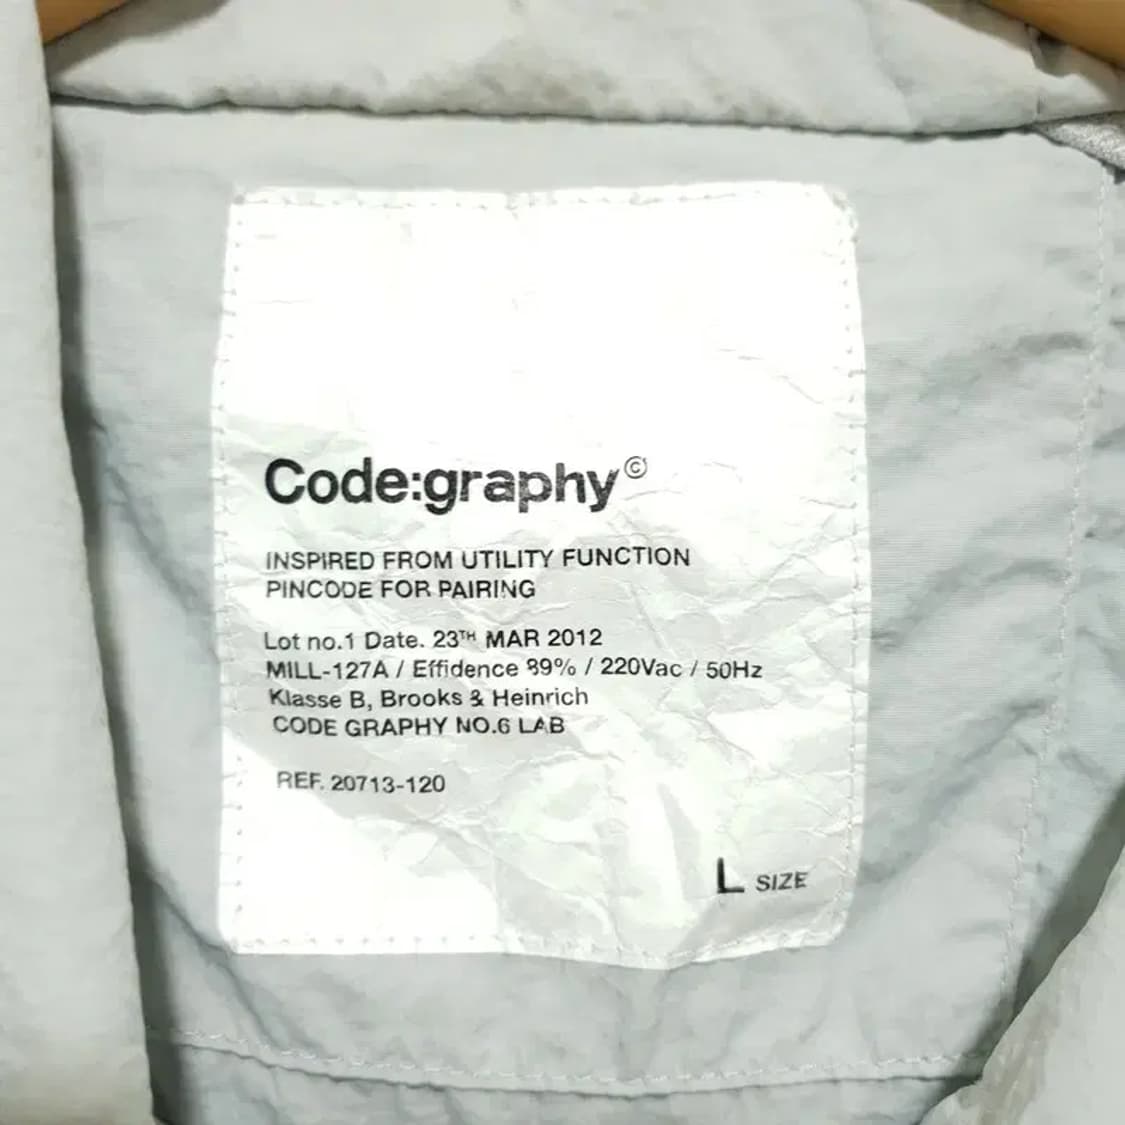 Code:graphy©
INSPIRED FROM UTILITY FUNCTION
PINCODE FOR PAIRING
Lot no.1 Date. 23TH MAR 2012
MILL-127A / Effidence 89% / 220Vac / 50Hz
Klasse B, Brooks & Heinrich
CODE GRAPHY NO.6 LAB
REF. 20713-120
L SIZE